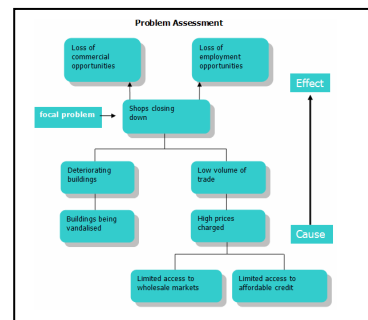 Problem Assessment
Loss of
commercial
opportunities
Loss of
employment
opportunities
Effect
focal problem
Shops closing
down
Deteriorating
buildings
Low volume of
trade
Buildings being
vandalised
High prices
charged
Cause
Limited access to
wholesale markets
Limited access to
affordable credit